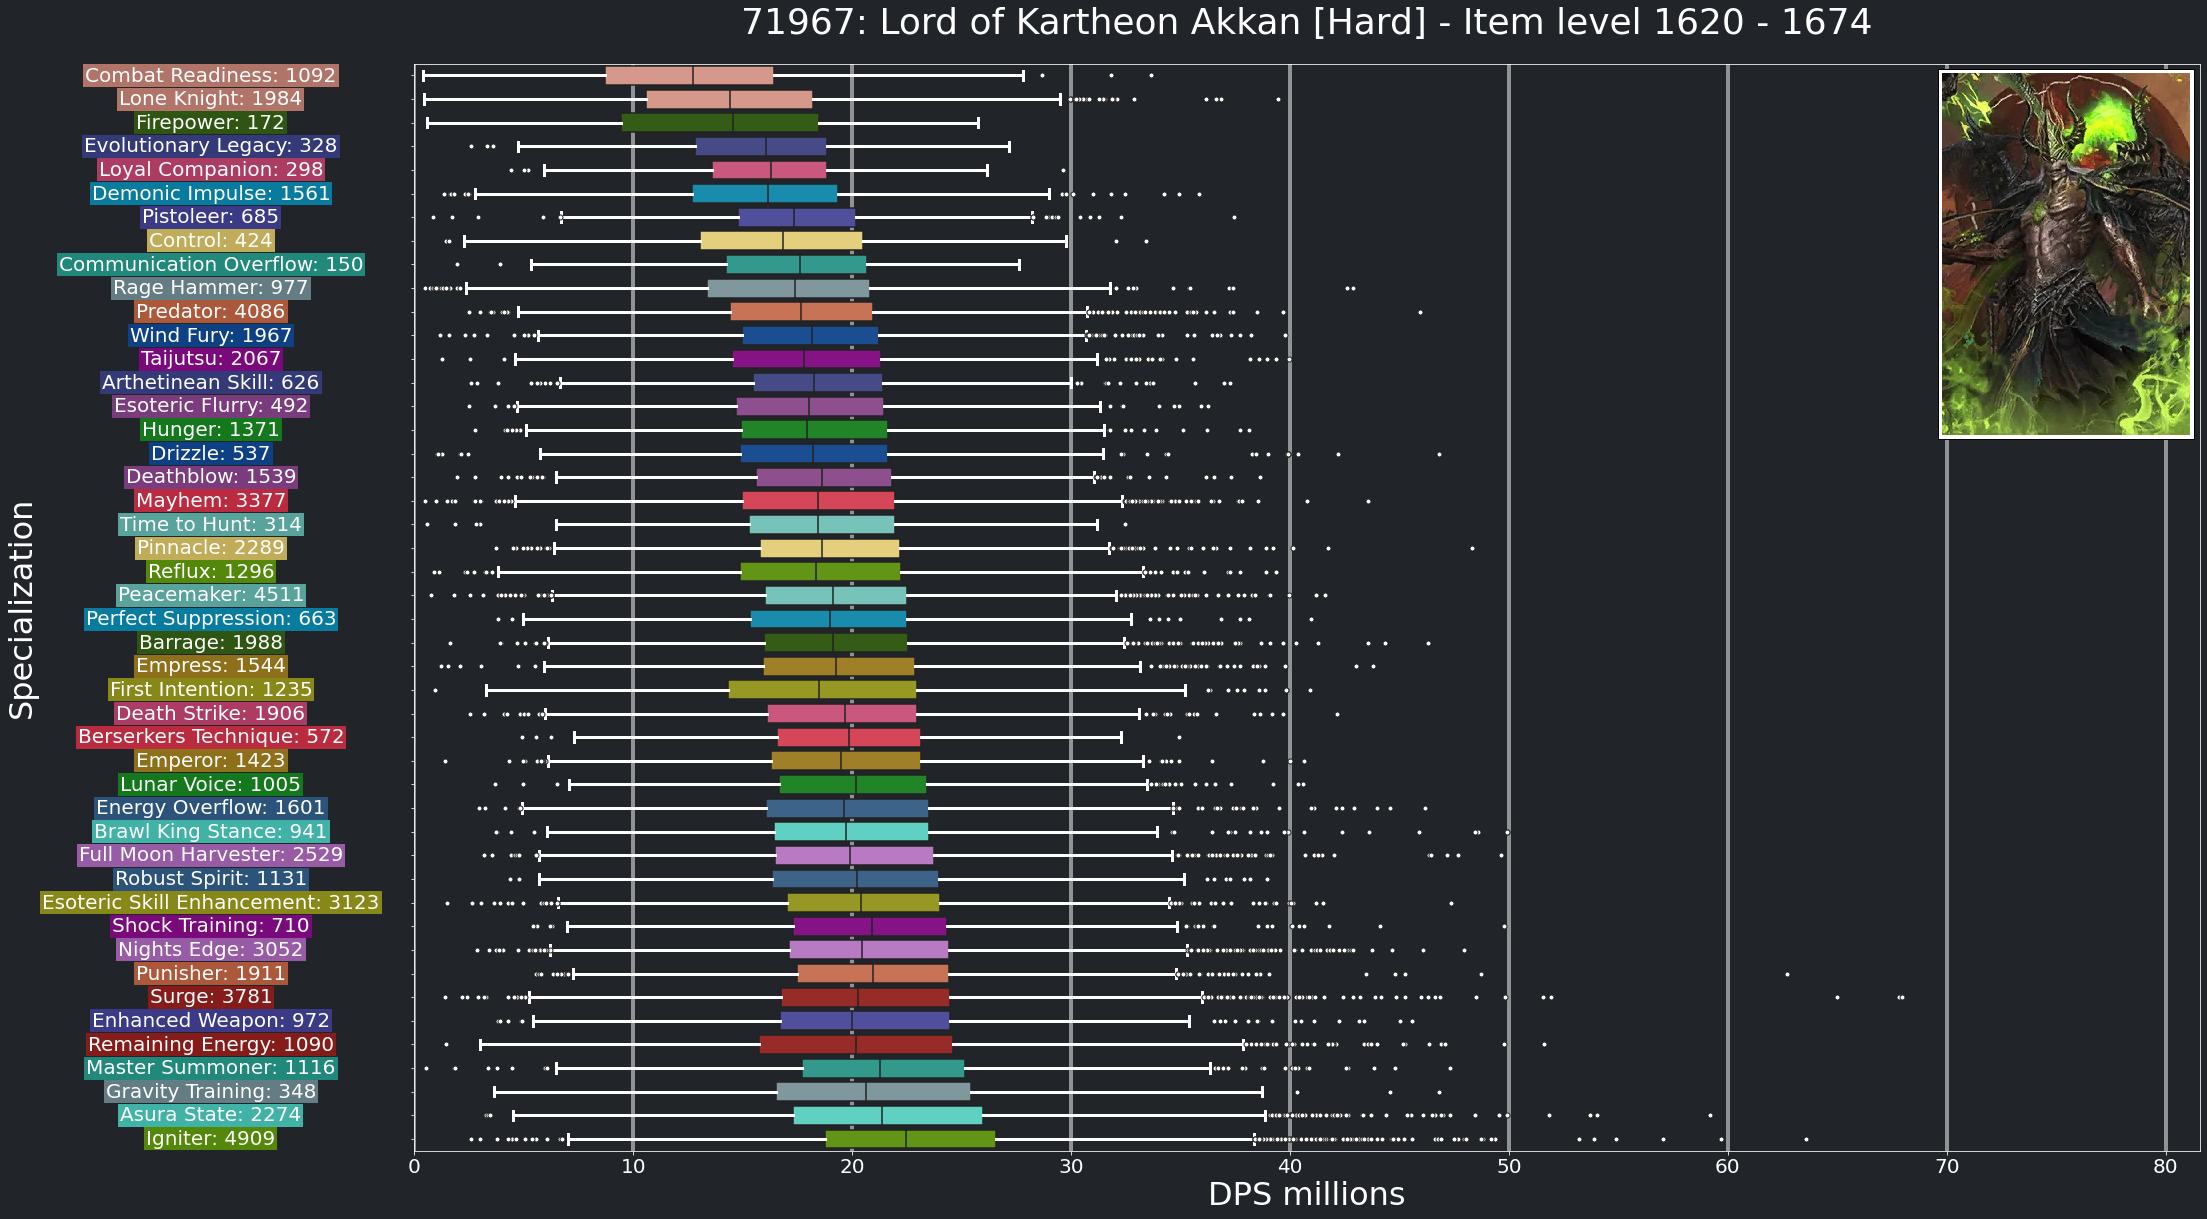 71967: Lord of Kartheon Akkan [Hard] - Item level 1620 - 1674
Specialization
Combat Readiness: 1092
Lone Knight: 1984
Firepower: 172
Evolutionary Legacy: 328
Loyal Companion: 298
Demonic Impulse: 1561
Pistoleer: 685
Control: 424
Communication Overflow: 150
Rage Hammer: 977
Predator: 4086
Wind Fury: 1967
Taijutsu: 2067
Arthetinean Skill: 626
Esoteric Flurry: 492
Hunger: 1371
Drizzle: 537
Deathblow: 1539
Mayhem: 3377
Time to Hunt: 314
Pinnacle: 2289
Reflux: 1296
Peacemaker: 4511
Perfect Suppression: 663
Barrage: 1988
Empress: 1544
First Intention: 1235
Death Strike: 1906
Berserkers Technique: 572
Emperor: 1423
Lunar Voice: 1005
Energy Overflow: 1601
Brawl King Stance: 941
Full Moon Harvester: 2529
Robust Spirit: 1131
Esoteric Skill Enhancement: 3123
Shock Training: 710
Nights Edge: 3052
Punisher: 1911
Surge: 3781
Enhanced Weapon: 972
Remaining Energy: 1090
Master Summoner: 1116
Gravity Training: 348
Asura State: 2274
Igniter: 4909
0 10 20 30 40 50 60 70 80
DPS millions